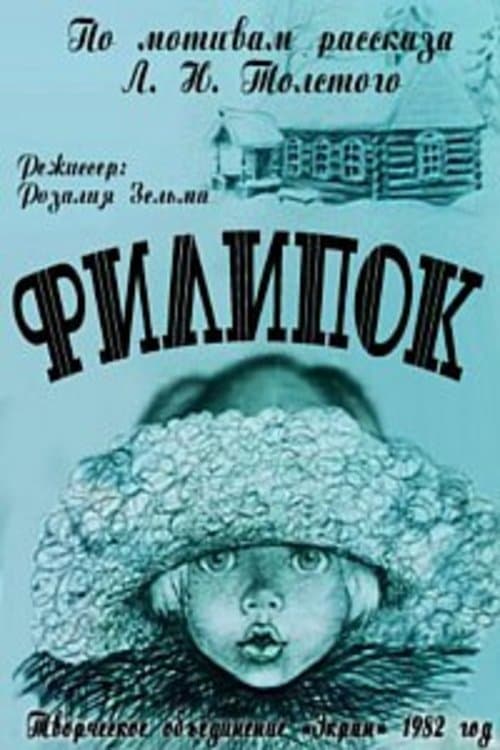 По мотивам рассказа
Л. Н. Толстого
Режиссер:
Розалия Зельма
ФИЛИПОК
Творческое объединение «Экран» 1982 год